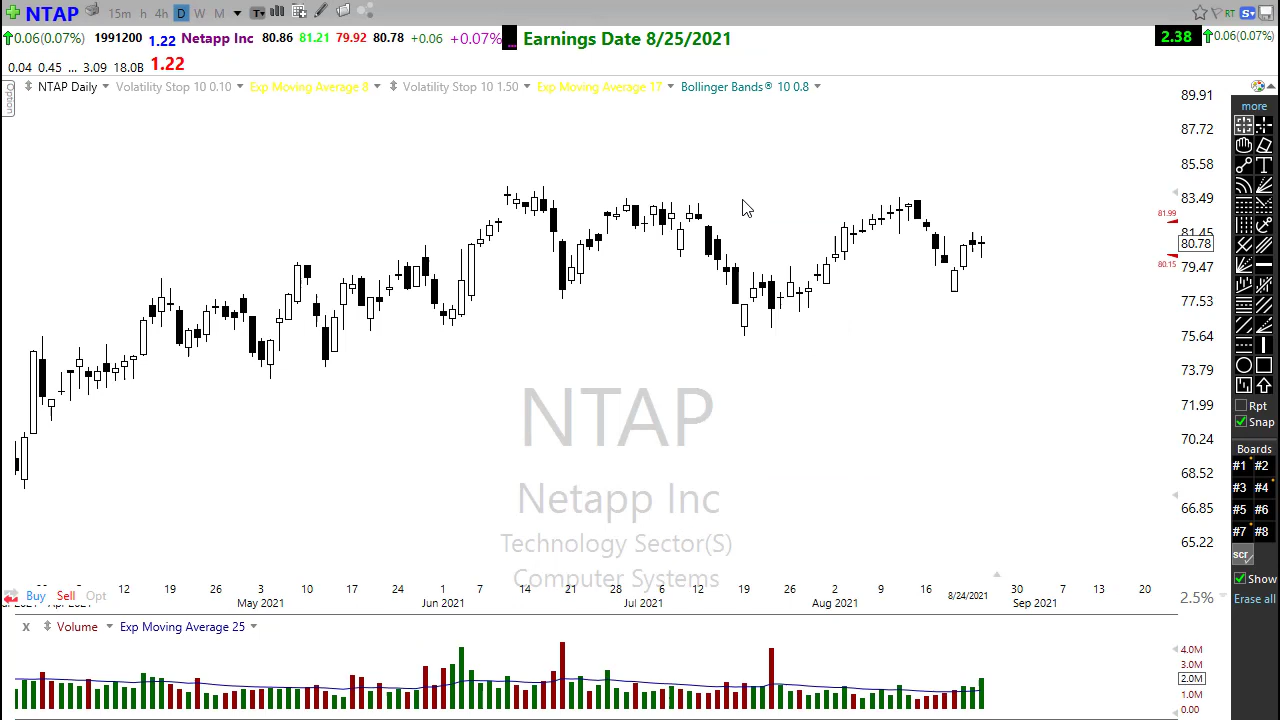 NTAP 15m h 4h D W M T RT S
0.06(0.07%) 1991200 1.22 Netapp Inc 80.86 81.21 79.92 80.78 +0.06 +0.07% ... Earnings Date 8/25/2021 2.38 0.06(0.07%)
0.04 0.45 ... 3.09 18.0B 1.22
Option
NTAP Daily Volatility Stop 10 0.10 Exp Moving Average 8 Volatility Stop 10 1.50 Exp Moving Average 17 Bollinger Bands® 10 0.8
89.91
87.72
85.58
83.49
81.99
81.45
80.78
80.15
79.47
77.53
75.64
73.79
71.99
70.24
68.52
66.85
65.22
2.5%
more
T
Rpt
Snap
Boards
#1 #2
#3 #4
#5 #6
#7 #8
scr
Show
Erase all
NTAP
Netapp Inc
Technology Sector(S)
Computer Systems
Buy Sell Opt
12 19 26 3 10 17 24 1 7 14 21 28 6 12 19 26 2 9 16 8/24/2021 30 7 13 20
May 2021 Jun 2021 Jul 2021 Aug 2021 Sep 2021
X Volume Exp Moving Average 25
4.0M
3.0M
2.0M
1.0M
0.00